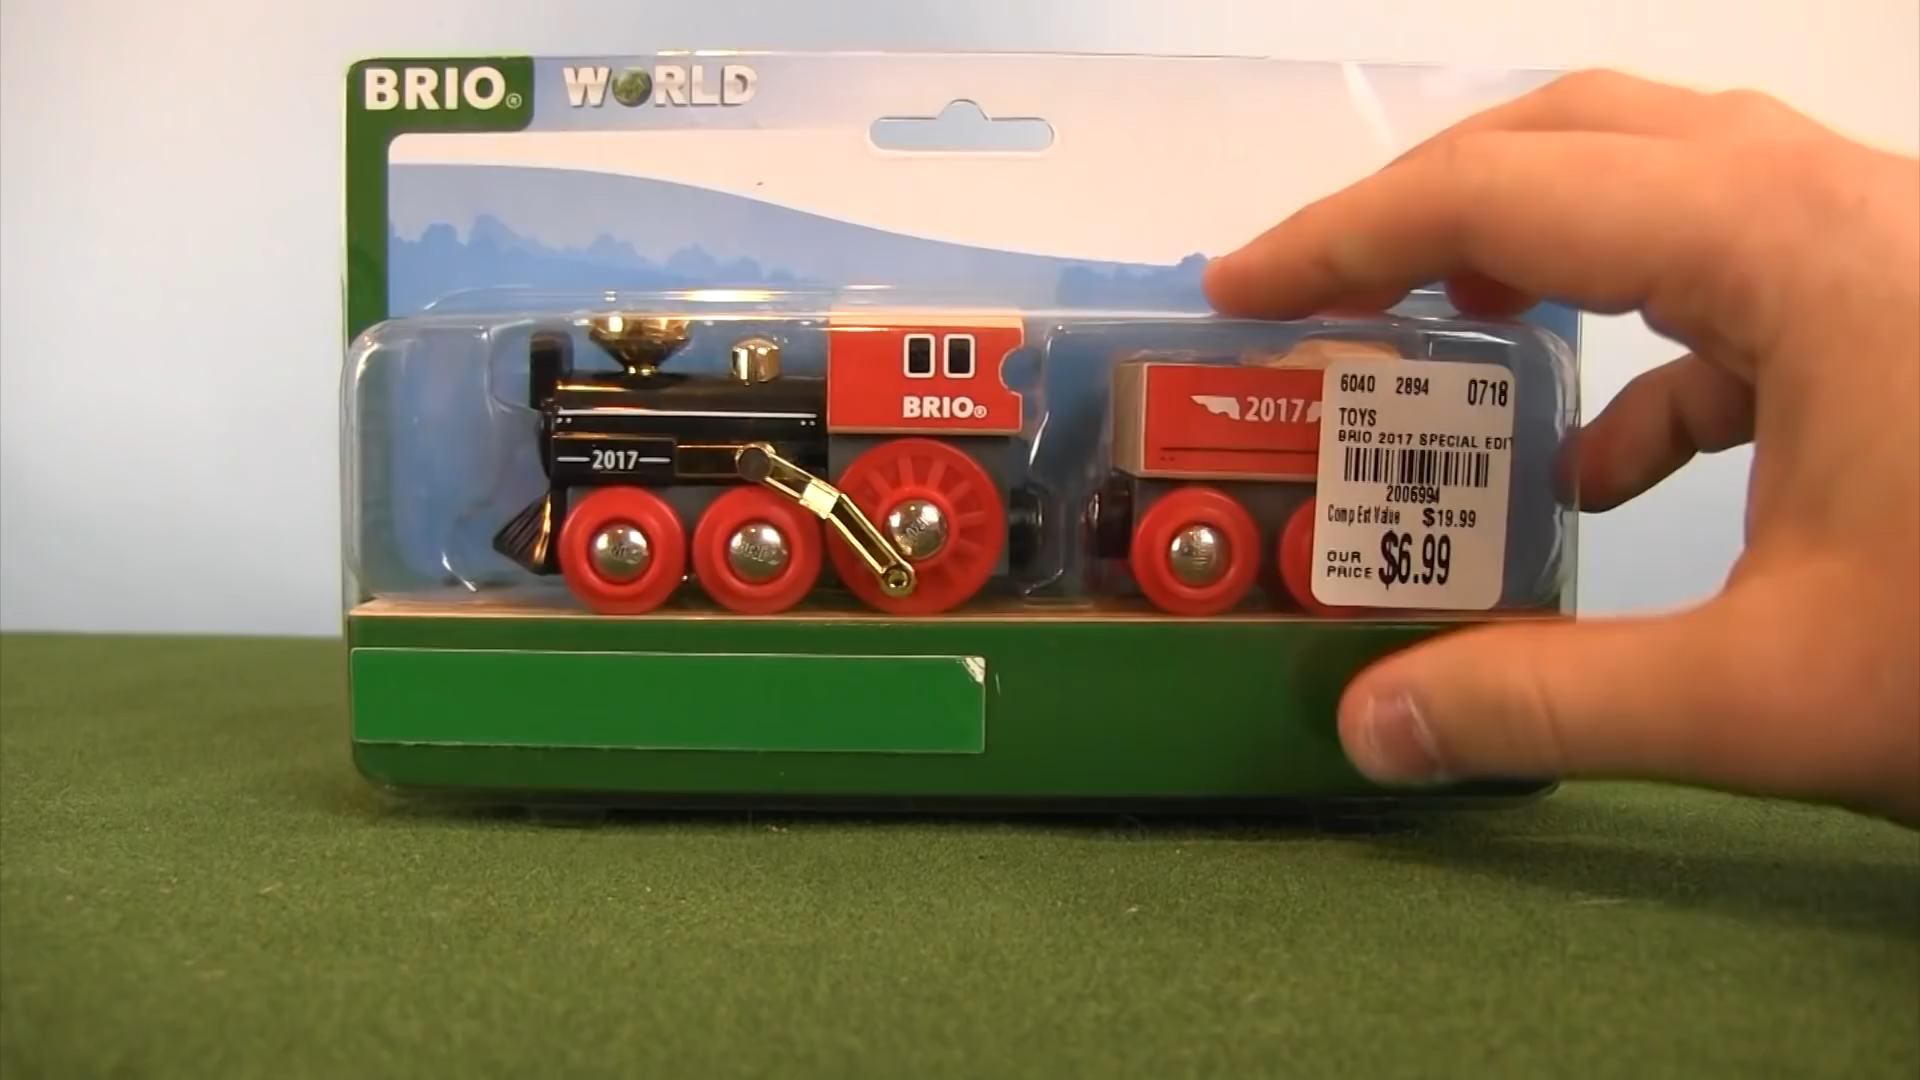 BRIO®
WORLD
BRIO®
2017
2017
6040 2894 0718
TOYS
BRIO 2017 SPECIAL EDI
2006994
Comp Est Value $19.99
OUR PRICE $6.99